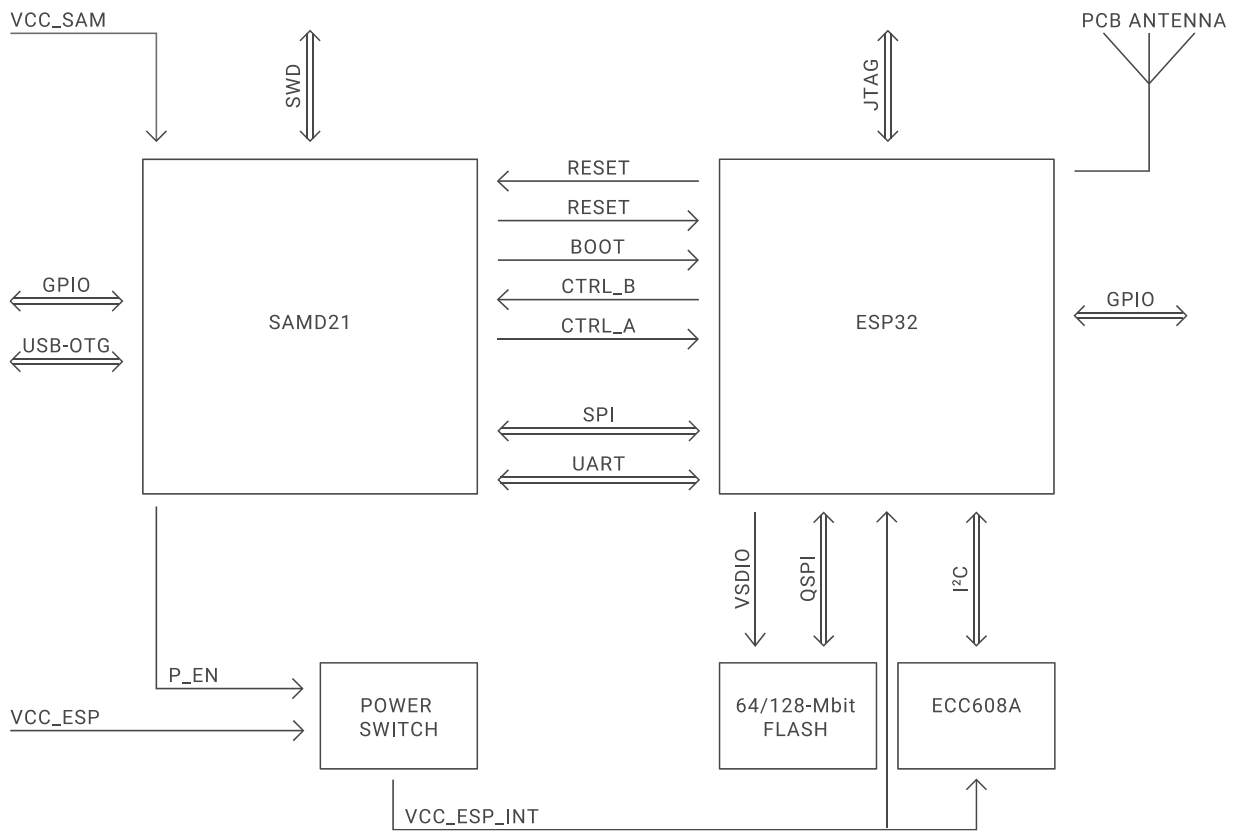 VCC_SAM
SWD
JTAG
PCB ANTENNA
RESET
RESET
BOOT
CTRL_B
CTRL_A
GPIO
USB-OTG
SAMD21
ESP32
GPIO
SPI
UART
VSDIO
QSPI
I²C
P_EN
VCC_ESP
POWER
SWITCH
64/128-Mbit
FLASH
ECC608A
VCC_ESP_INT